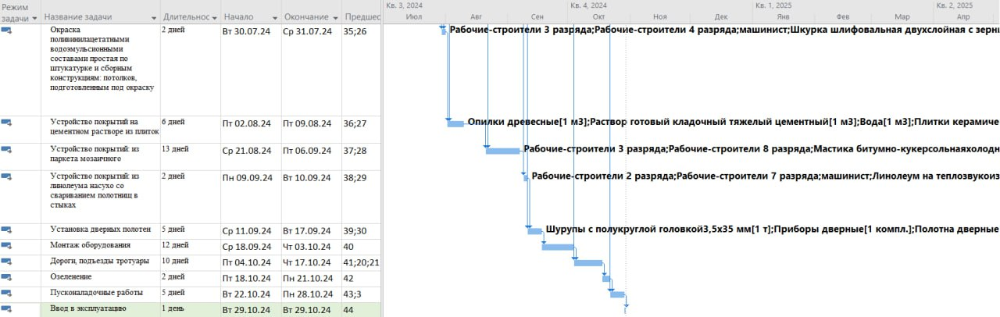 Режим задачи Название задачи Длительнос Начало Окончание Предшес
Кв. 3, 2024 Кв. 4, 2024 Кв. 1, 2025 Кв. 2, 2025
Июл Авг Сен Окт Ноя Дек Янв Фев Мар Апр
Окраска 2 дней Вт 30.07.24 Ср 31.07.24 35;26 Рабочие-строители 3 разряда;Рабочие-строители 4 разряда;машинист;Шкурка шлифовальная двухслойная с зерни
поливинилацетатными
водоэмульсионными
составами простая по
штукатурке и сборным
конструкциям: потолков,
подготовленным под окраску
Устройство покрытий на 6 дней Пт 02.08.24 Пт 09.08.24 36;27 Опилки древесные[1 м3];Раствор готовый кладочный тяжелый цементный[1 м3];Вода[1 м3];Плитки керамиче
цементном растворе из плиток
Устройство покрытий: из 13 дней Ср 21.08.24 Пт 06.09.24 37;28 Рабочие-строители 3 разряда;Рабочие-строители 8 разряда;Мастика битумно-кукерсольнаяхолодн
паркета мозаичного
Устройство покрытий: из 2 дней Пн 09.09.24 Вт 10.09.24 38;29 Рабочие-строители 2 разряда;Рабочие-строители 7 разряда;машинист;Линолеум на теплозвукоиз
линолеума насухо со
свариванием полотнищ в
стыках
Установка дверных полотен 5 дней Ср 11.09.24 Вт 17.09.24 39;30 Шурупы с полукруглой головкой3,5х35 мм[1 т];Приборы дверные[1 компл.];Полотна дверные
Монтаж оборудования 12 дней Ср 18.09.24 Чт 03.10.24 40
Дороги, подъезды тротуары 10 дней Пт 04.10.24 Чт 17.10.24 41;20;21
Озеленение 2 дней Пт 18.10.24 Пн 21.10.24 42
Пусконаладочные работы 5 дней Вт 22.10.24 Пн 28.10.24 43;3
Ввод в эксплуатацию 1 день Вт 29.10.24 Вт 29.10.24 44